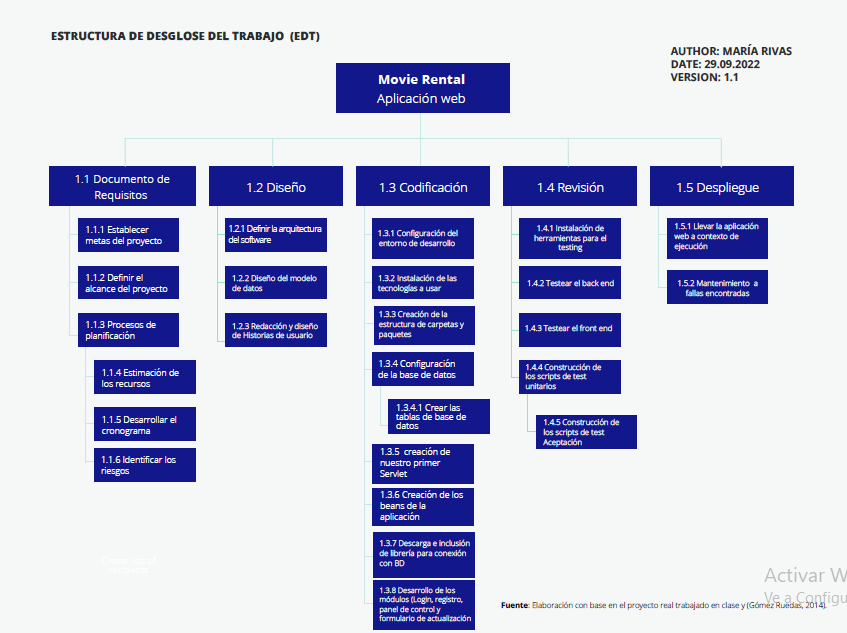 ESTRUCTURA DE DESGLOSE DEL TRABAJO (EDT)
AUTHOR: MARÍA RIVAS
DATE: 29.09.2022
VERSION: 1.1
Movie Rental
Aplicación web
1.1 Documento de
Requisitos
1.1.1 Establecer
metas del proyecto
1.1.2 Definir el
alcance del proyecto
1.1.3 Procesos de
planificación
1.1.4 Estimación de
los recursos
1.1.5 Desarrollar el
cronograma
1.1.6 Identificar los
riesgos
1.2 Diseño
1.2.1 Definir la arquitectura
del software
1.2.2 Diseño del modelo
de datos
1.2.3 Redacción y diseño
de Historias de usuario
1.3 Codificación
1.3.1 Configuración del
entorno de desarrollo
1.3.2 Instalación de las
tecnologías a usar
1.3.3 Creación de la
estructura de carpetas y
paquetes
1.3.4 Configuración
de la base de datos
1.3.4.1 Crear las
tablas de base de
datos
1.3.5 creación de
nuestro primer
Servlet
1.3.6 Creación de los
beans de la
aplicación
1.3.7 Descarga e inclusión
de librería para conexión
con BD
1.3.8 Desarrollo de los
módulos (Login, registro,
panel de control y
formulario de actualización
1.4 Revisión
1.4.1 Instalación de
herramientas para el
testing
1.4.2 Testear el back end
1.4.3 Testear el front end
1.4.4 Construcción de
los scripts de test
unitarios
1.4.5 Construcción de
los scripts de test
Aceptación
1.5 Despliegue
1.5.1 Llevar la aplicación
web a contexto de
ejecución
1.5.2 Mantenimiento a
fallas encontradas
Activar W
Ve a Configu
Fuente: Elaboración con base en el proyecto real trabajado en clase y (Gómez Ruedas, 2014).